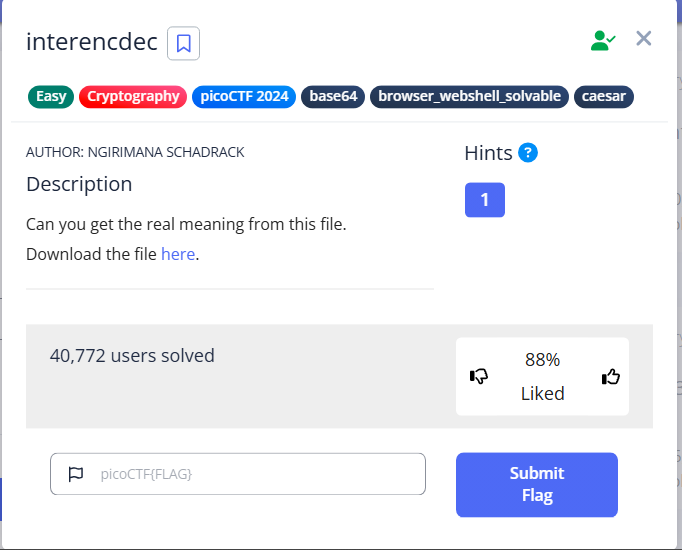 interencdec
Easy Cryptography picoCTF 2024 base64 browser_webshell_solvable caesar
AUTHOR: NGIRIMANA SCHADRACK
Hints ?
Description
1
Can you get the real meaning from this file.
Download the file here.
40,772 users solved
88%
Liked
picoCTF{FLAG}
Submit
Flag